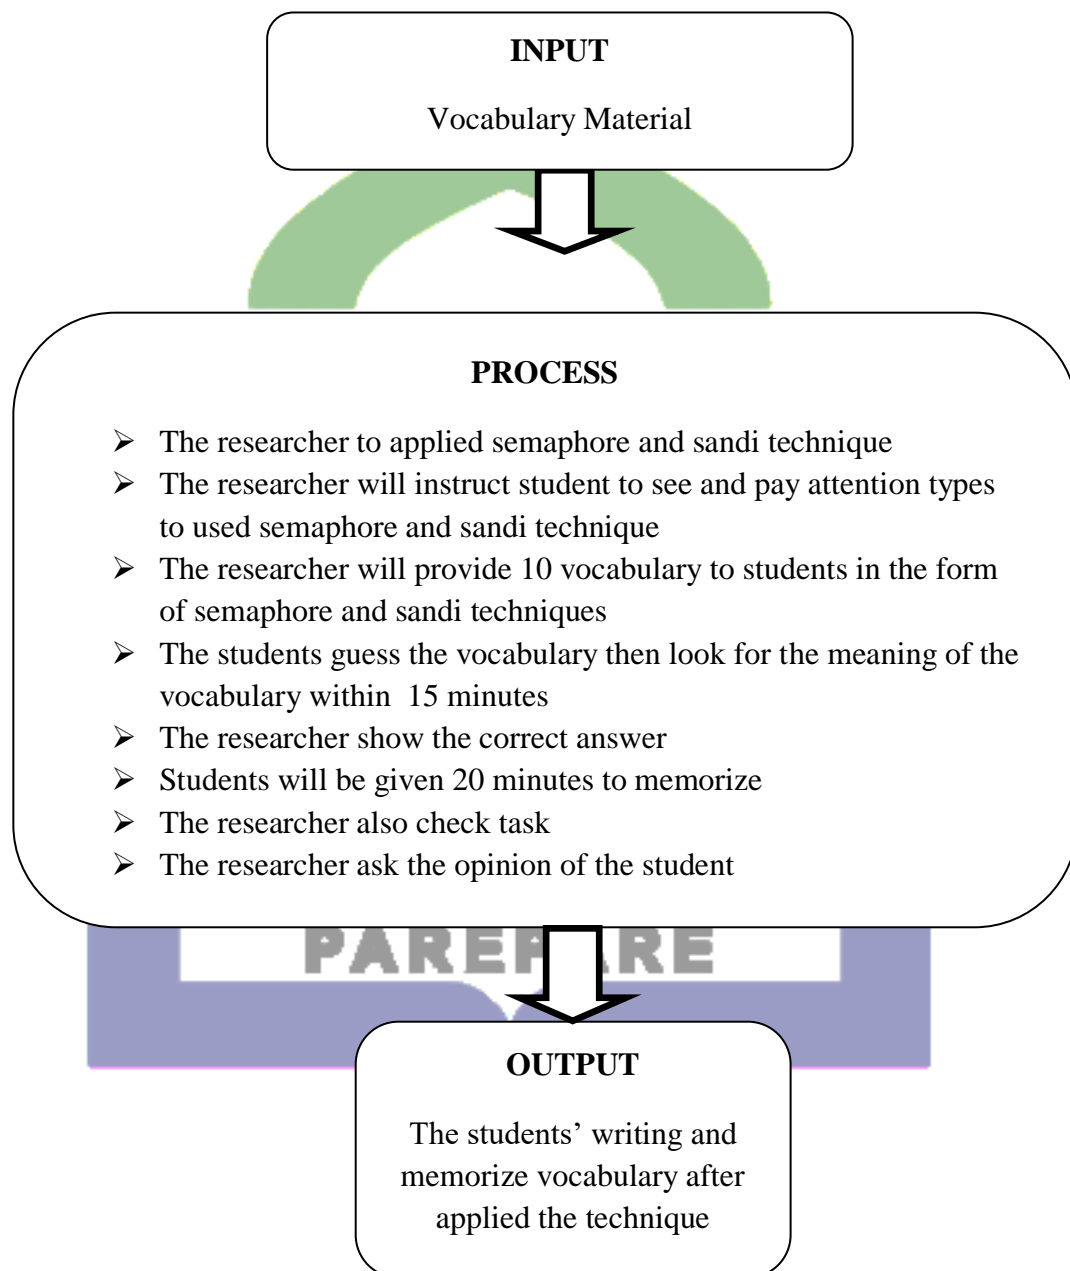 INPUT
Vocabulary Material
PROCESS
➢ The researcher to applied semaphore and sandi technique
➢ The researcher will instruct student to see and pay attention types
to used semaphore and sandi technique
➢ The researcher will provide 10 vocabulary to students in the form
of semaphore and sandi techniques
➢ The students guess the vocabulary then look for the meaning of the
vocabulary within  15 minutes
➢ The researcher show the correct answer
➢ Students will be given 20 minutes to memorize
➢ The researcher also check task
➢ The researcher ask the opinion of the student
PAREPARE
OUTPUT
The students’ writing and
memorize vocabulary after
applied the technique